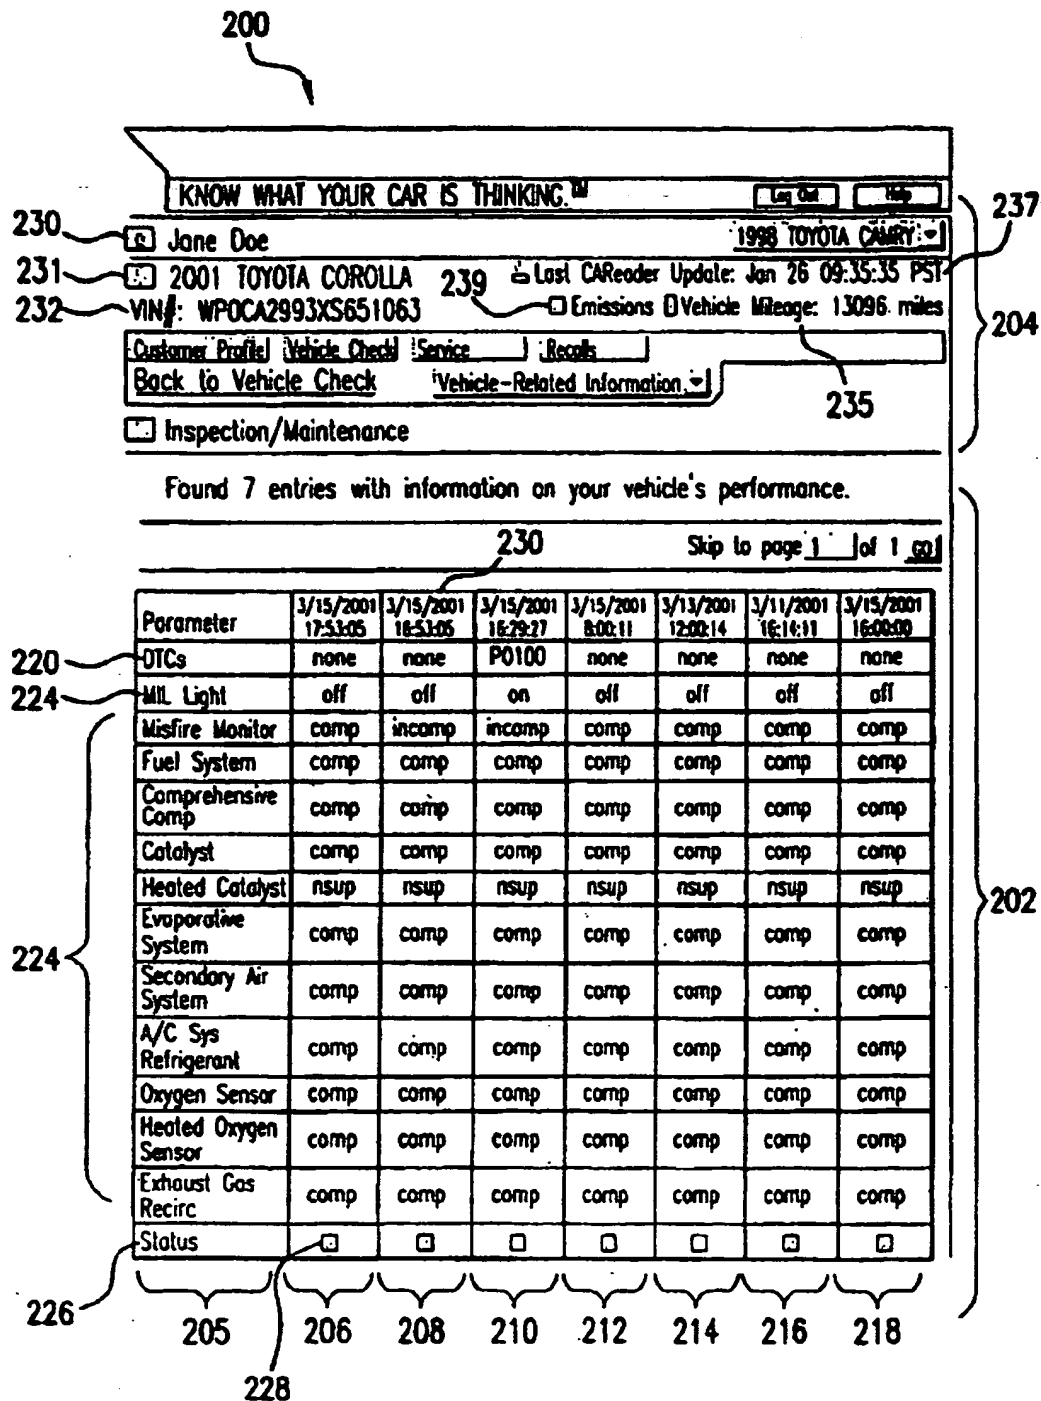 200
KNOW WHAT YOUR CAR IS THINKING.™ Log Out Help
237
230 Jane Doe 1998 TOYOTA CAMRY
231 2001 TOYOTA COROLLA 239 Last CAReader Update: Jan 26 09:35:35 PST
232 VIN#: WP0CA2993XS651063 Emissions Vehicle Mileage: 13096 miles
204
Customer Profile Vehicle Check Service Recalls
Back to Vehicle Check Vehicle-Related Information
235
Inspection/Maintenance
Found 7 entries with information on your vehicle's performance.
230 Skip to page 1 of 1 GO
Parameter 3/15/2001 3/15/2001 3/15/2001 3/15/2001 3/13/2001 3/11/2001 3/15/2001
17:53:05 16:53:05 16:29:27 8:00:11 12:00:14 16:14:11 16:00:00
220 DTCs none none P0100 none none none none
224 MIL Light off off on off off off off
Misfire Monitor comp incomp incomp comp comp comp comp
Fuel System comp comp comp comp comp comp comp
Comprehensive Comp comp comp comp comp comp comp comp
Catalyst comp comp comp comp comp comp comp
Heated Catalyst nsup nsup nsup nsup nsup nsup nsup
202
Evaporative System comp comp comp comp comp comp comp
224
Secondary Air System comp comp comp comp comp comp comp
A/C Sys Refrigerant comp comp comp comp comp comp comp
Oxygen Sensor comp comp comp comp comp comp comp
Heated Oxygen Sensor comp comp comp comp comp comp comp
Exhaust Gas Recirc comp comp comp comp comp comp comp
Status
226 205 206 208 210 212 214 216 218
228